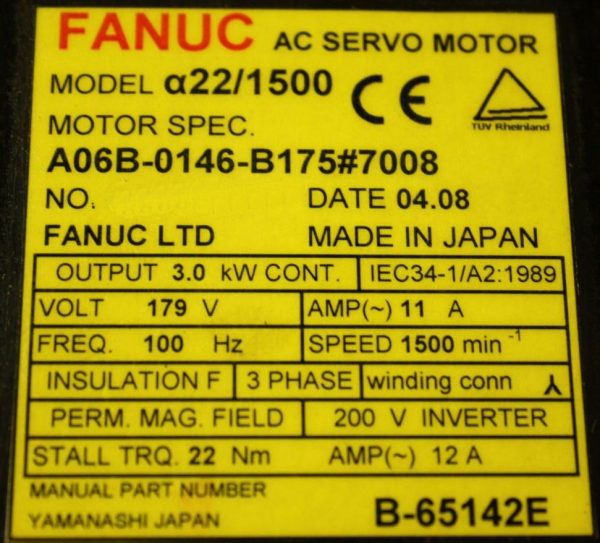 FANUC AC SERVO MOTOR
MODEL α22/1500
CE
TUV Rheinland
MOTOR SPEC.
A06B-0146-B175#7008
NO. DATE 04.08
FANUC LTD MADE IN JAPAN
OUTPUT 3.0 kW CONT. IEC34-1/A2:1989
VOLT 179 V AMP(~) 11 A
FREQ. 100 Hz SPEED 1500 min⁻¹
INSULATION F 3 PHASE winding conn
PERM. MAG. FIELD 200 V INVERTER
STALL TRQ. 22 Nm AMP(~) 12 A
MANUAL PART NUMBER
YAMANASHI JAPAN B-65142E